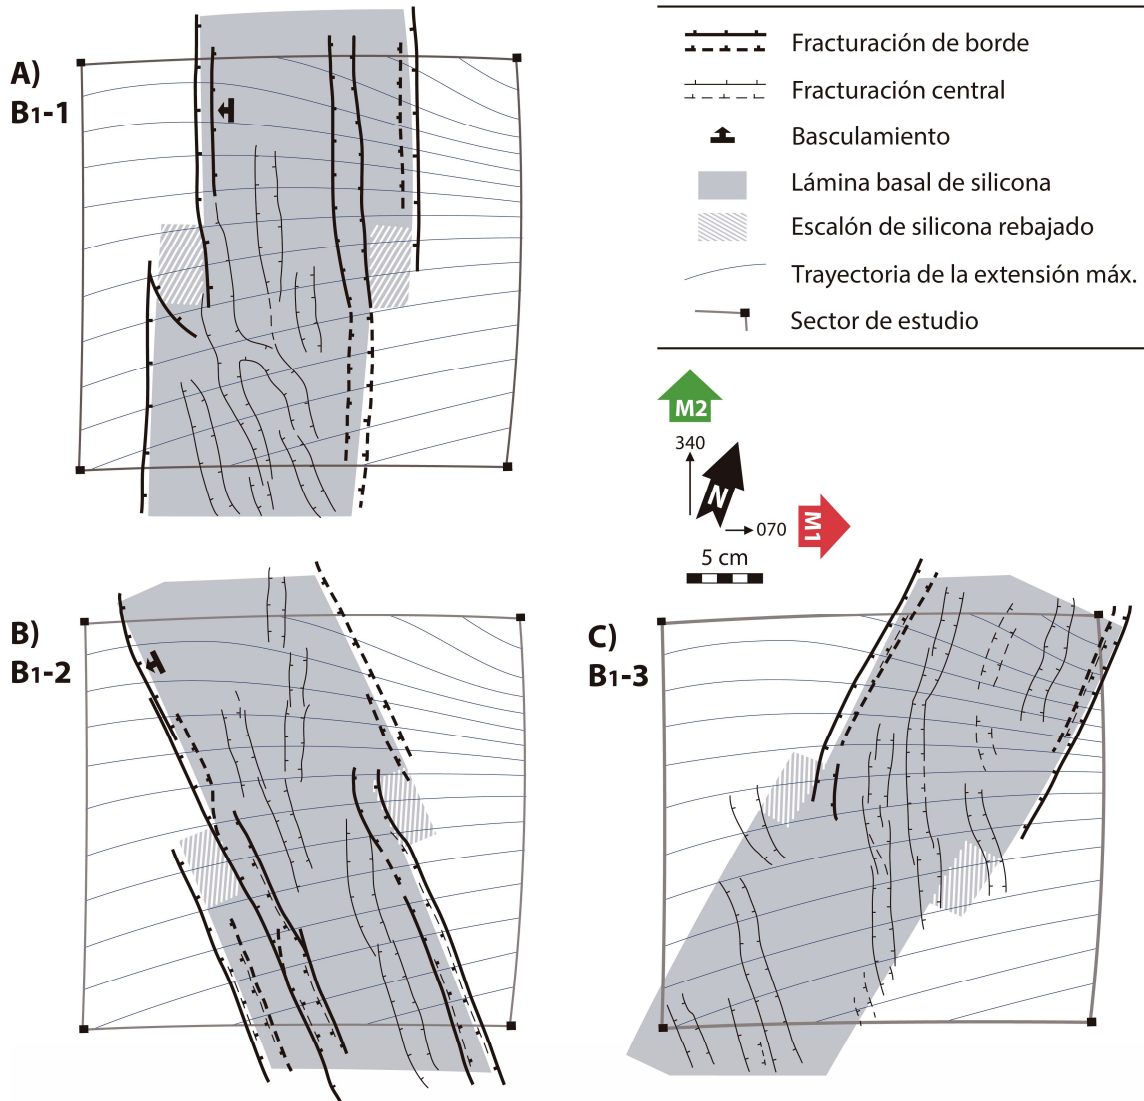 A)
B1-1
Fracturación de borde
Fracturación central
Basculamiento
Lámina basal de silicona
Escalón de silicona rebajado
Trayectoria de la extensión máx.
Sector de estudio
M2
340
N
070
M1
5 cm
B)
B1-2
C)
B1-3